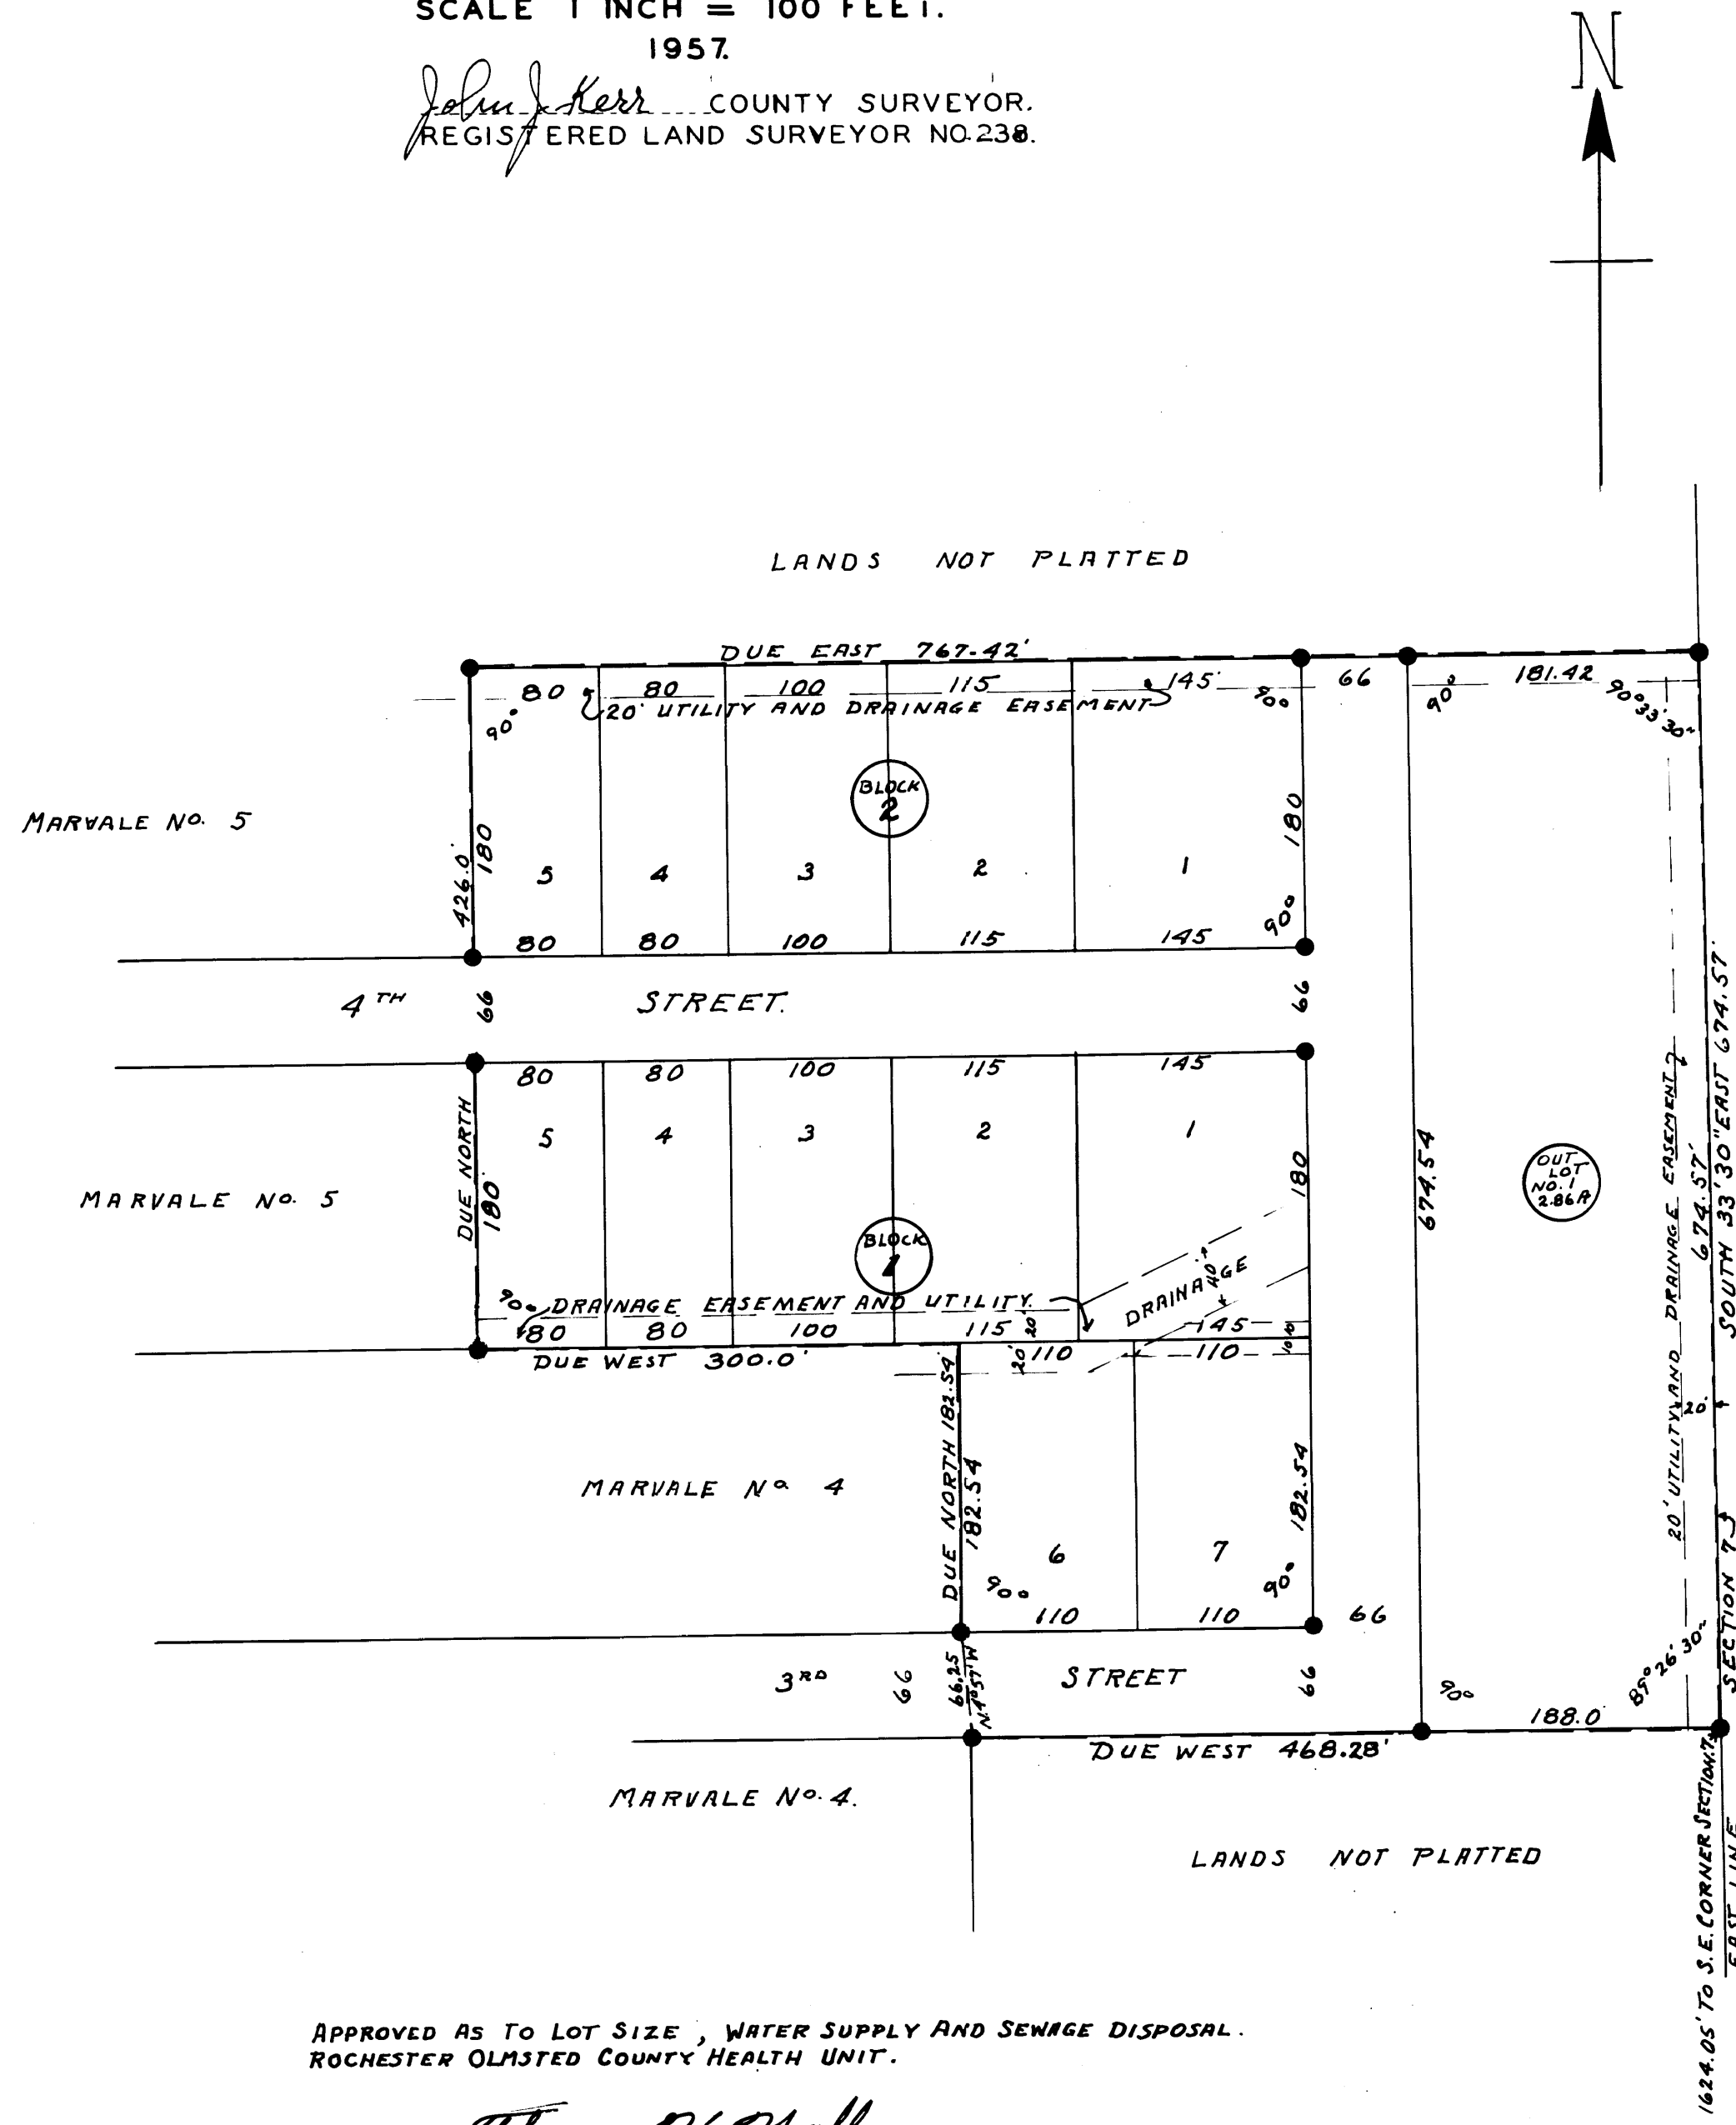 SCALE 1 INCH = 100 FEET.
1957.
John J. Kerr COUNTY SURVEYOR.
REGISTERED LAND SURVEYOR NO. 238.
N
LANDS NOT PLATTED
DUE EAST 767.42'
80 80 100 115 145' 66 181.42
20' UTILITY AND DRAINAGE EASEMENT
90° 90° 90° 90°33'30"
MARVALE NO. 5
426.0'
180
BLOCK
2
180
5 4 3 2 1
90°
80 80 100 115 145
4TH 66 STREET. 66
80 80 100 115 145
5 4 3 2 1
DUE NORTH
180'
180
MARVALE NO. 5
674.54
OUT
LOT
NO. 1
2.86 A
20' UTILITY AND DRAINAGE EASEMENT
20'
674.57'
SOUTH 33'30" EAST 674.57'
BLOCK
1
40'
DRAINAGE
90° DRAINAGE EASEMENT AND UTILITY.
80 80 100 115 20' 145 10
DUE WEST 300.0'
20' 110 110 10
DUE NORTH 182.54'
182.54
182.54
MARVALE No 4
6 7
90° 90°
110 110 66
3RD 66 66.25 STREET 66
N.4°57'W
90° 89°26'30"
188.0'
DUE WEST 468.28'
SECTION 7
EAST LINE
MARVALE No. 4.
LANDS NOT PLATTED
1624.05' TO S.E. CORNER SECTION 7
APPROVED AS TO LOT SIZE, WATER SUPPLY AND SEWAGE DISPOSAL.
ROCHESTER OLMSTED COUNTY HEALTH UNIT.